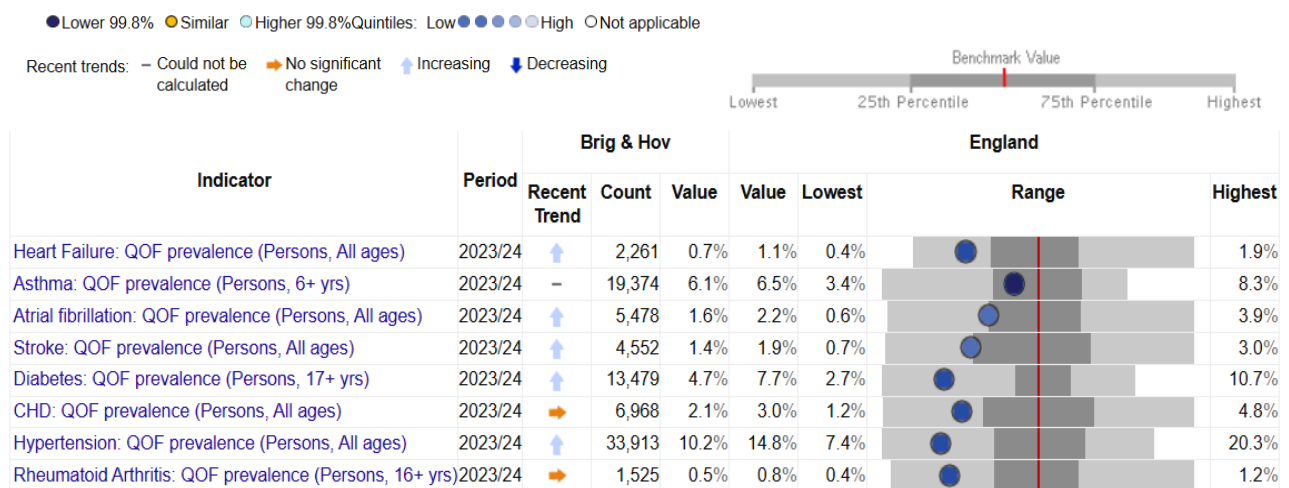 Lower 99.8% Similar Higher 99.8%Quintiles: Low High Not applicable
Recent trends: – Could not be calculated No significant change Increasing Decreasing
Benchmark Value
Lowest 25th Percentile 75th Percentile Highest
Brig & Hov England
Indicator Period Recent Trend Count Value Value Lowest Range Highest
Heart Failure: QOF prevalence (Persons, All ages) 2023/24 2,261 0.7% 1.1% 0.4% 1.9%
Asthma: QOF prevalence (Persons, 6+ yrs) 2023/24 – 19,374 6.1% 6.5% 3.4% 8.3%
Atrial fibrillation: QOF prevalence (Persons, All ages) 2023/24 5,478 1.6% 2.2% 0.6% 3.9%
Stroke: QOF prevalence (Persons, All ages) 2023/24 4,552 1.4% 1.9% 0.7% 3.0%
Diabetes: QOF prevalence (Persons, 17+ yrs) 2023/24 13,479 4.7% 7.7% 2.7% 10.7%
CHD: QOF prevalence (Persons, All ages) 2023/24 6,968 2.1% 3.0% 1.2% 4.8%
Hypertension: QOF prevalence (Persons, All ages) 2023/24 33,913 10.2% 14.8% 7.4% 20.3%
Rheumatoid Arthritis: QOF prevalence (Persons, 16+ yrs) 2023/24 1,525 0.5% 0.8% 0.4% 1.2%